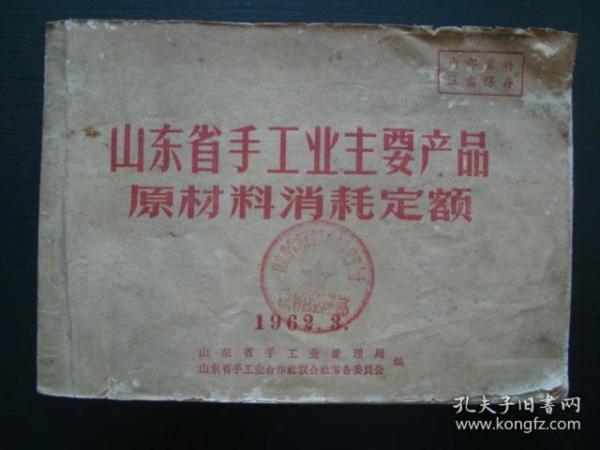 内部资料
注意保存
山东省手工业主要产品
原材料消耗定额
1962.3.
山东省手工业管理局
山东省手工业合作社联合社筹备委员会 编
孔夫子旧书网
www.kongfz.com